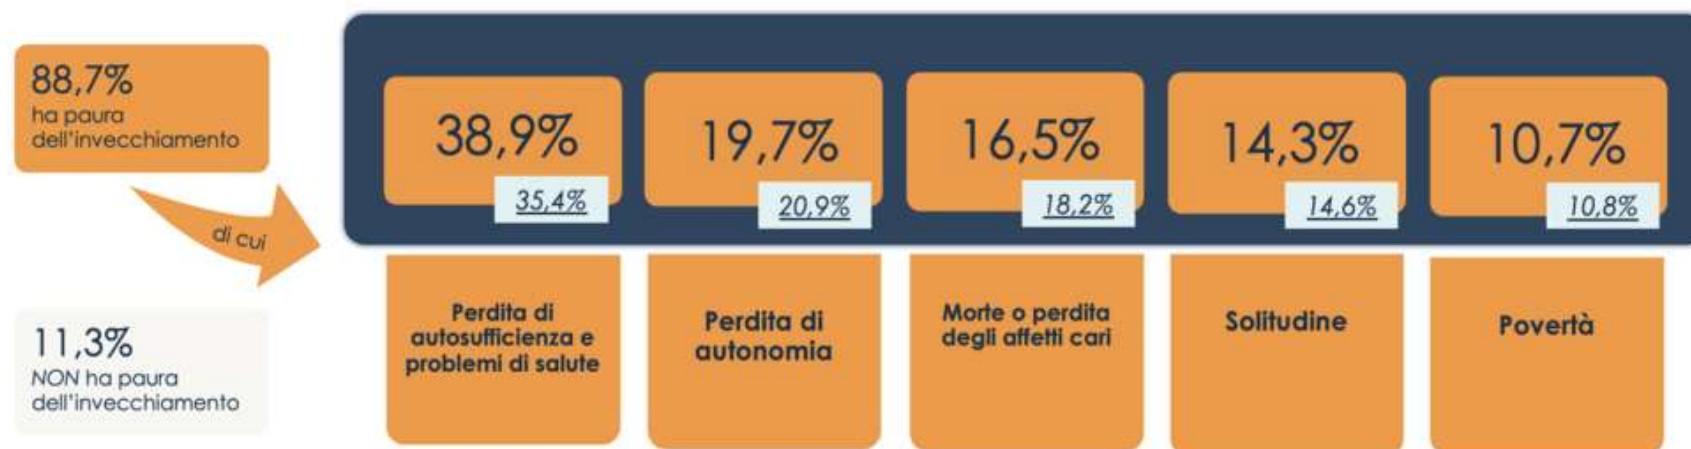 88,7%
ha paura
dell'invecchiamento
di cui
11,3%
NON ha paura
dell'invecchiamento
38,9%
35,4%
Perdita di
autosufficienza e
problemi di salute
19,7%
20,9%
Perdita di
autonomia
16,5%
18,2%
Morte o perdita
degli affetti cari
14,3%
14,6%
Solitudine
10,7%
10,8%
Povertà